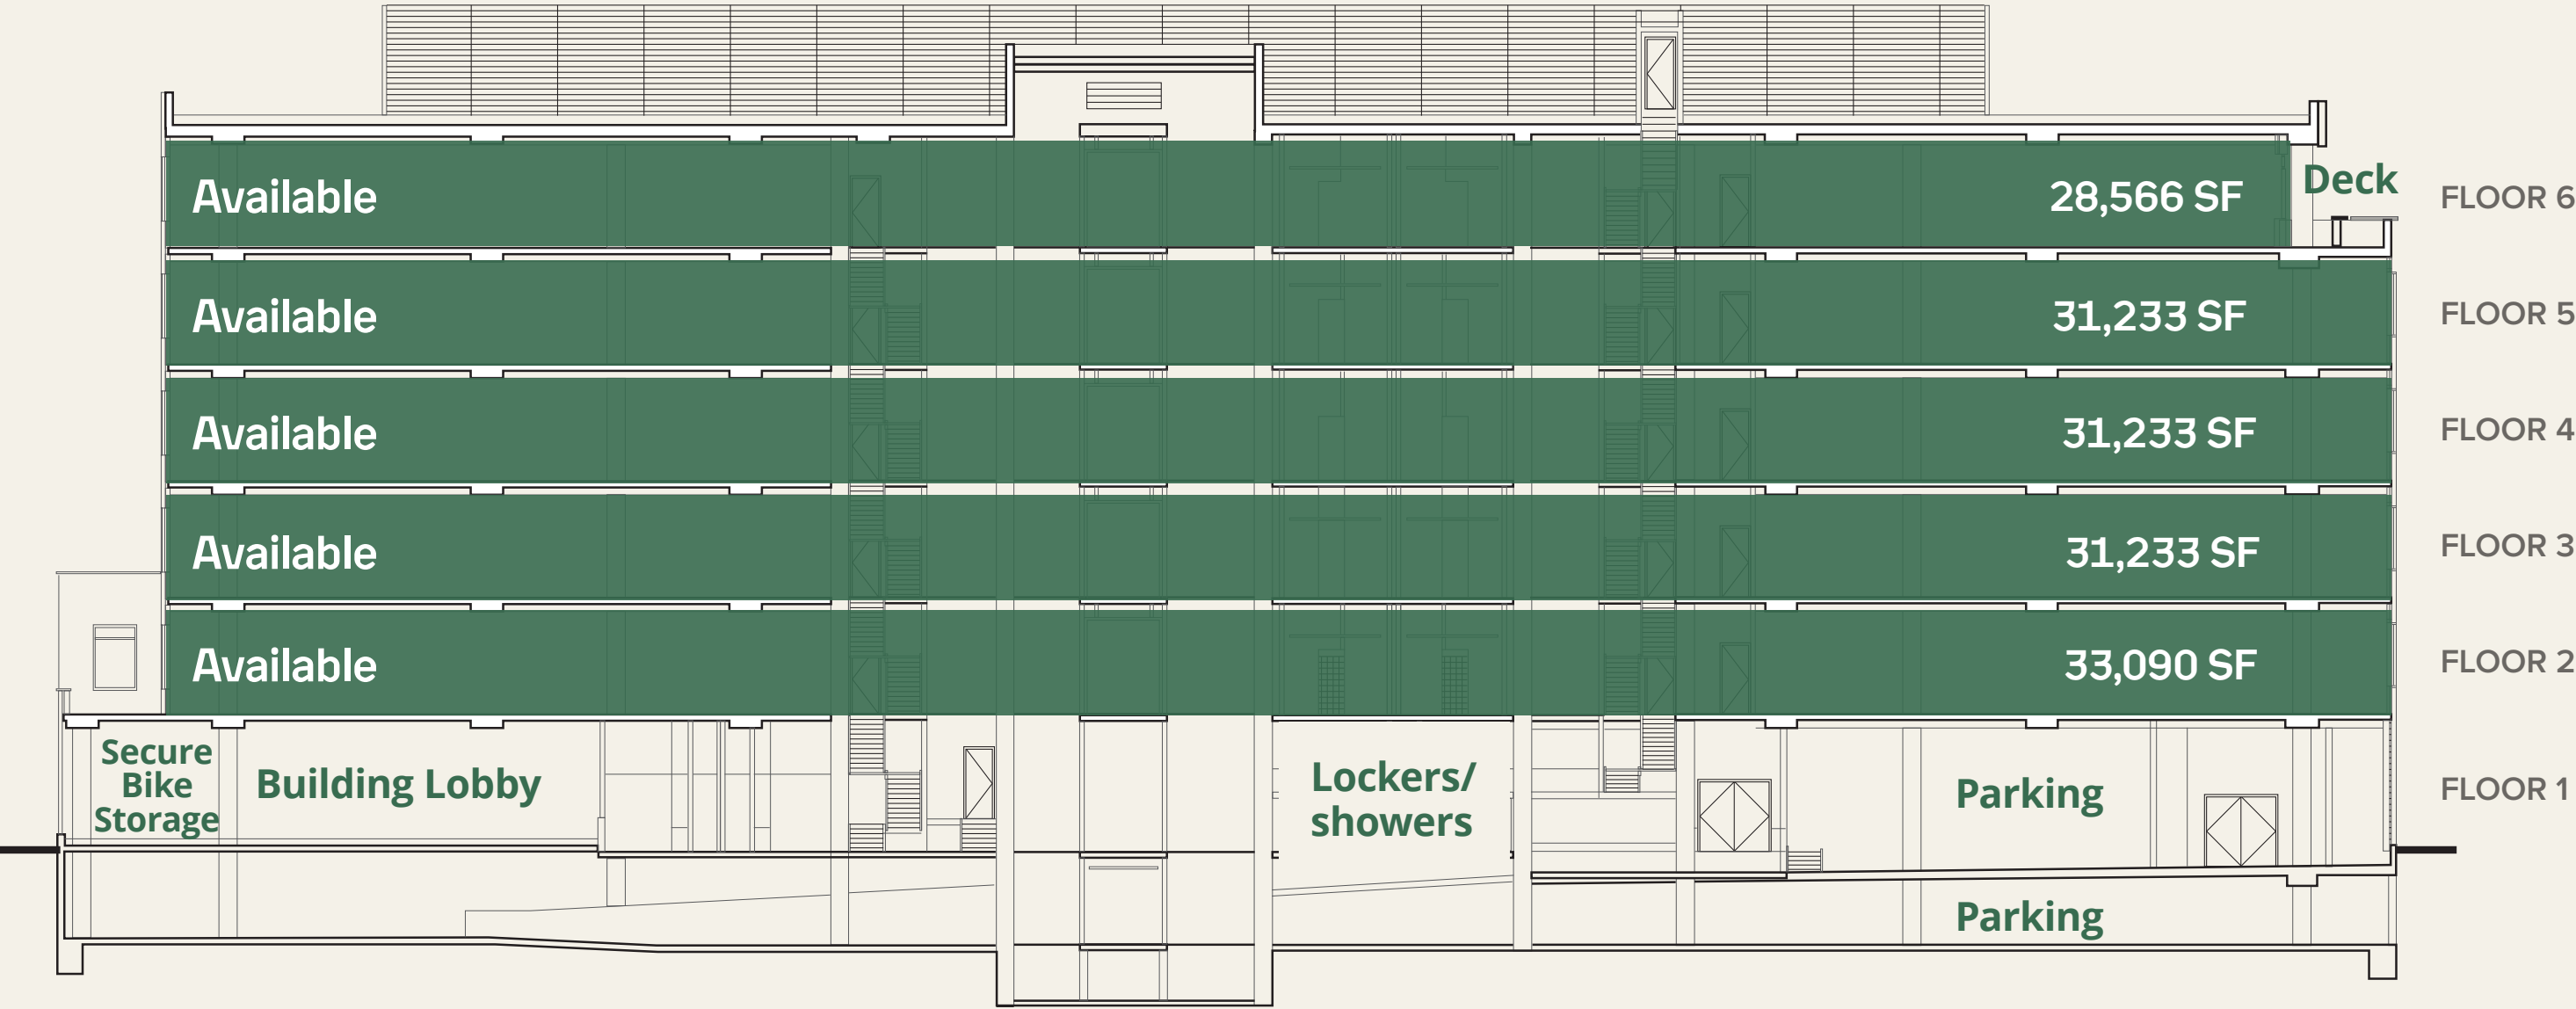 Available
28,566 SF
Deck
FLOOR 6
Available
31,233 SF
FLOOR 5
Available
31,233 SF
FLOOR 4
Available
31,233 SF
FLOOR 3
Available
33,090 SF
FLOOR 2
Secure
Bike
Storage
Building Lobby
Lockers/
showers
Parking
FLOOR 1
Parking